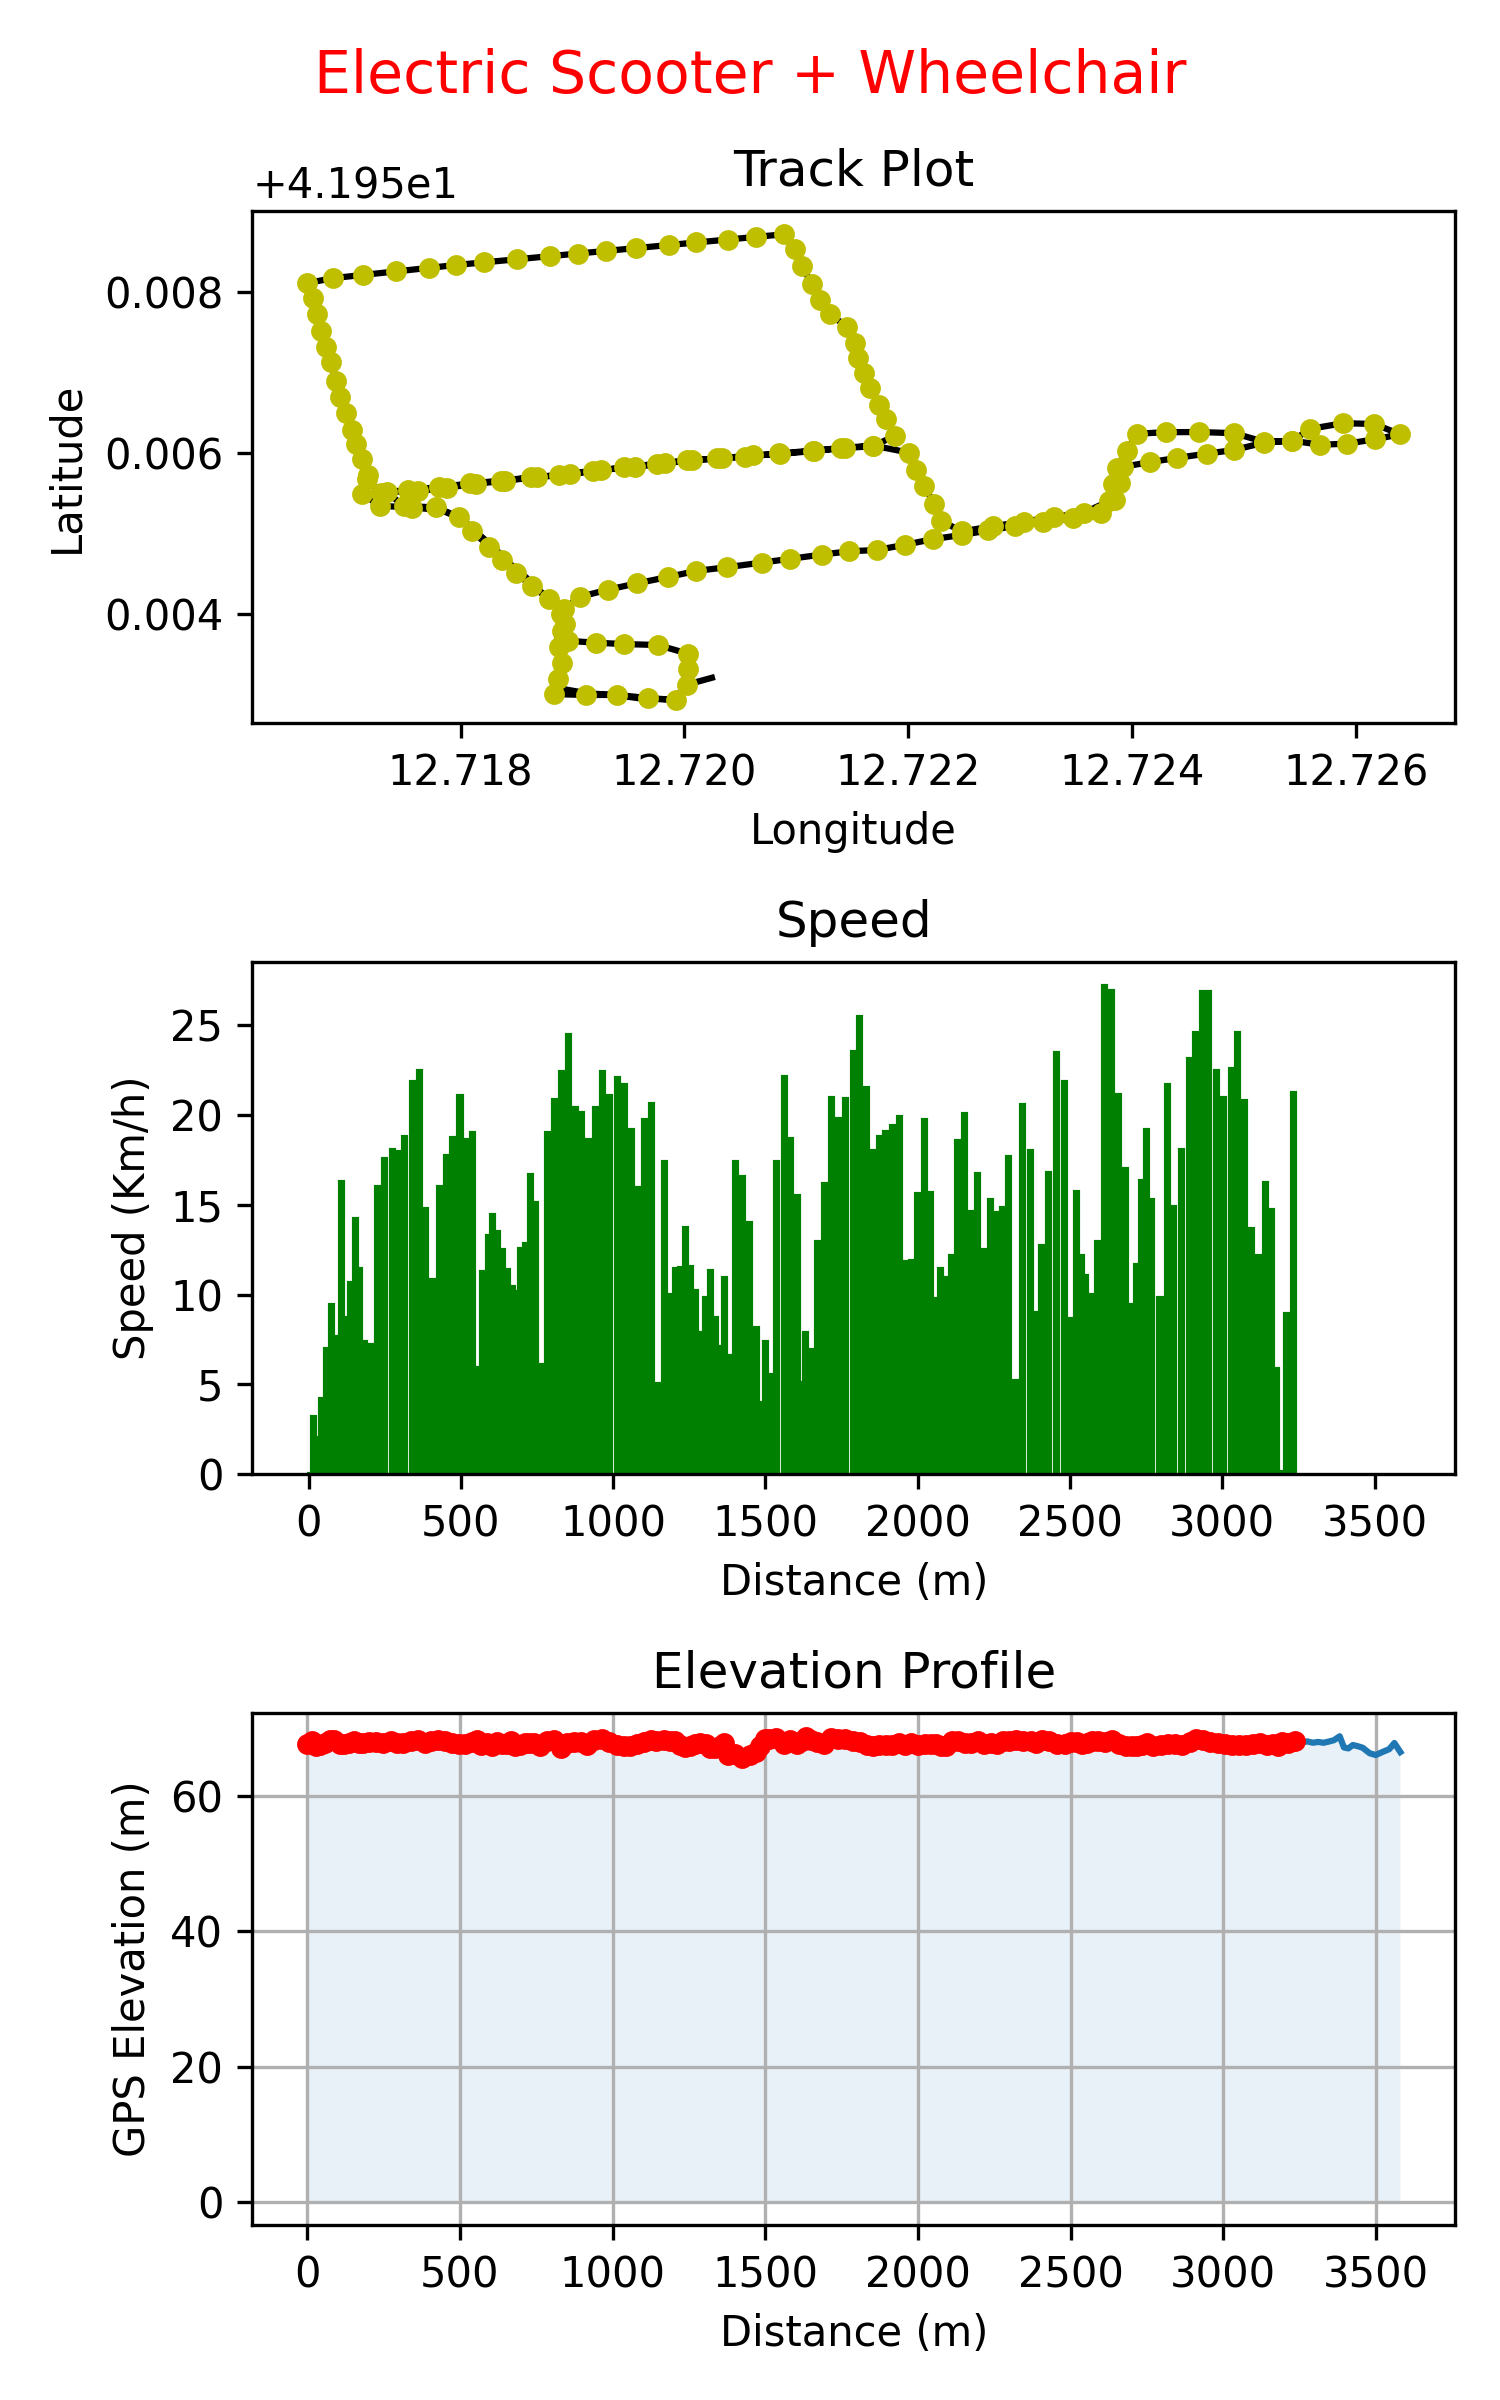 Electric Scooter + Wheelchair
Track Plot
+4.195e1
0.008
0.006
0.004
Latitude
12.718 12.720 12.722 12.724 12.726
Longitude
Speed
25
20
15
10
5
0
Speed (Km/h)
0 500 1000 1500 2000 2500 3000 3500
Distance (m)
Elevation Profile
60
40
20
0
GPS Elevation (m)
0 500 1000 1500 2000 2500 3000 3500
Distance (m)